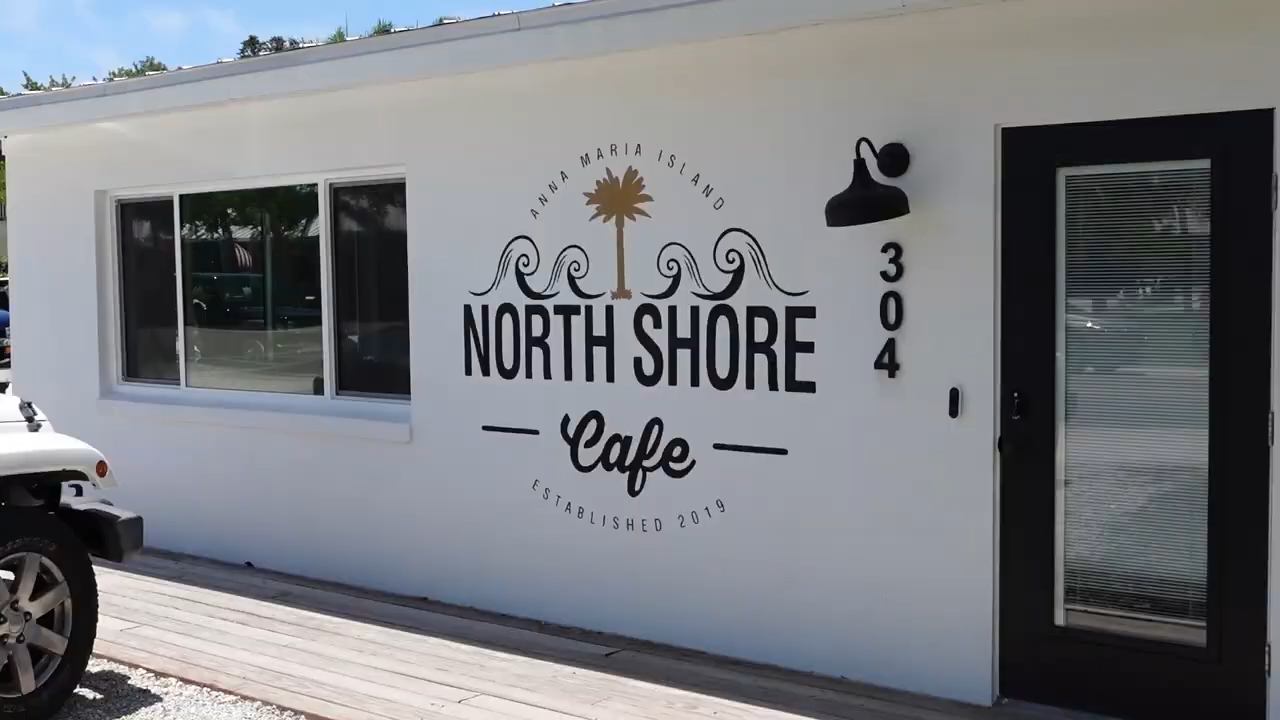 ANNA MARIA ISLAND
NORTH SHORE
Cafe
ESTABLISHED 2019
304